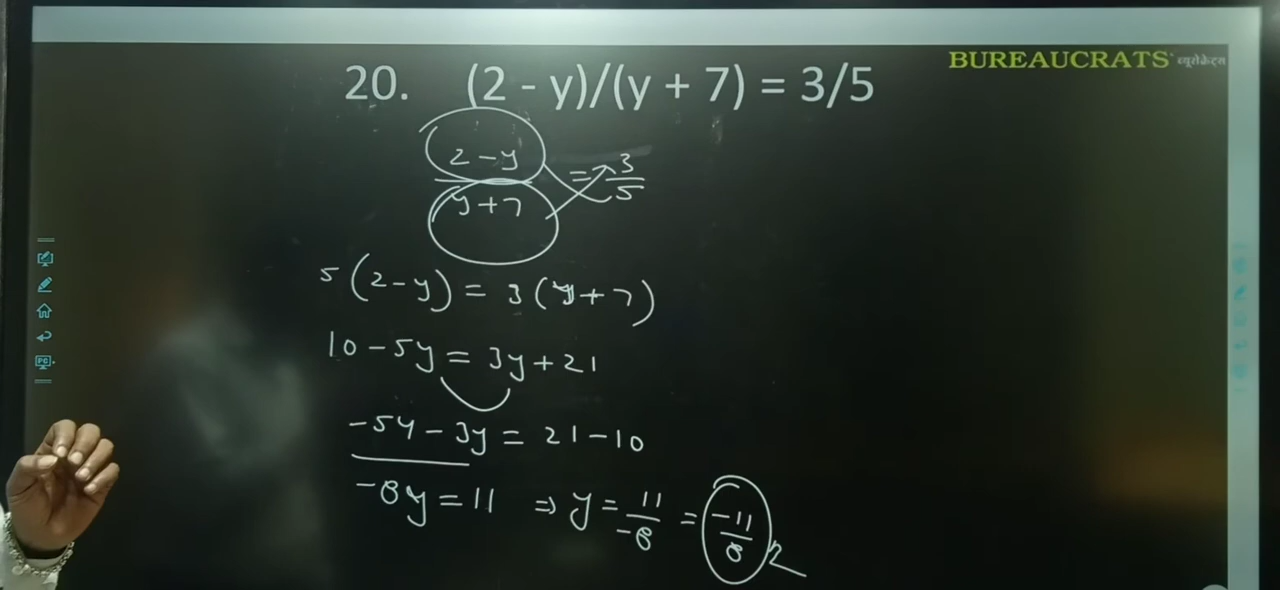 BUREAUCRATS ब्यूरोक्रेट्स
20. (2 - y)/(y + 7) = 3/5
2-y/y+7 = 3/5
5(2-y) = 3(y+7)
10-5y = 3y+21
-5y-3y = 21-10
-8y = 11 ⇒ y = 11/-8 = -11/8
PC